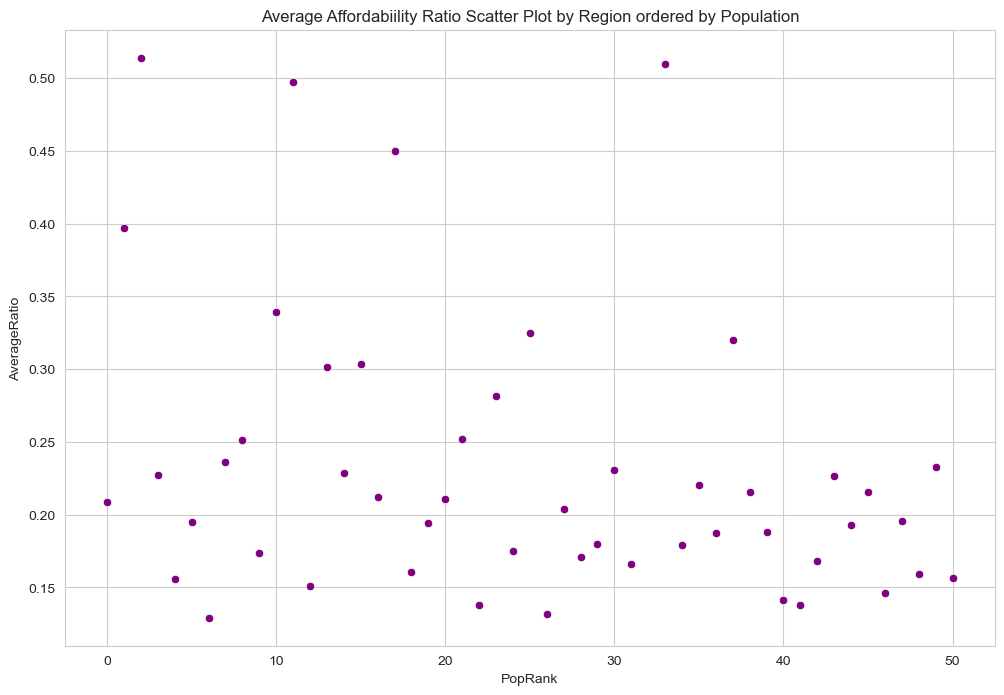 Average Affordabiility Ratio Scatter Plot by Region ordered by Population
0.50
0.45
0.40
0.35
0.30
0.25
0.20
0.15
AverageRatio
0 10 20 30 40 50
PopRank